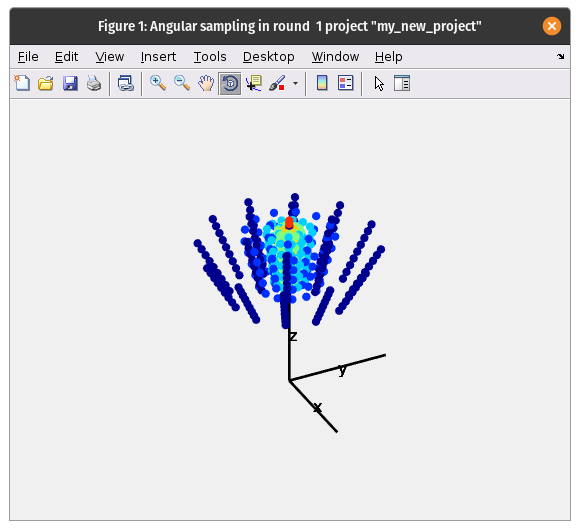 Figure 1: Angular sampling in round  1 project "my_new_project"
File Edit View Insert Tools Desktop Window Help
z
y
x